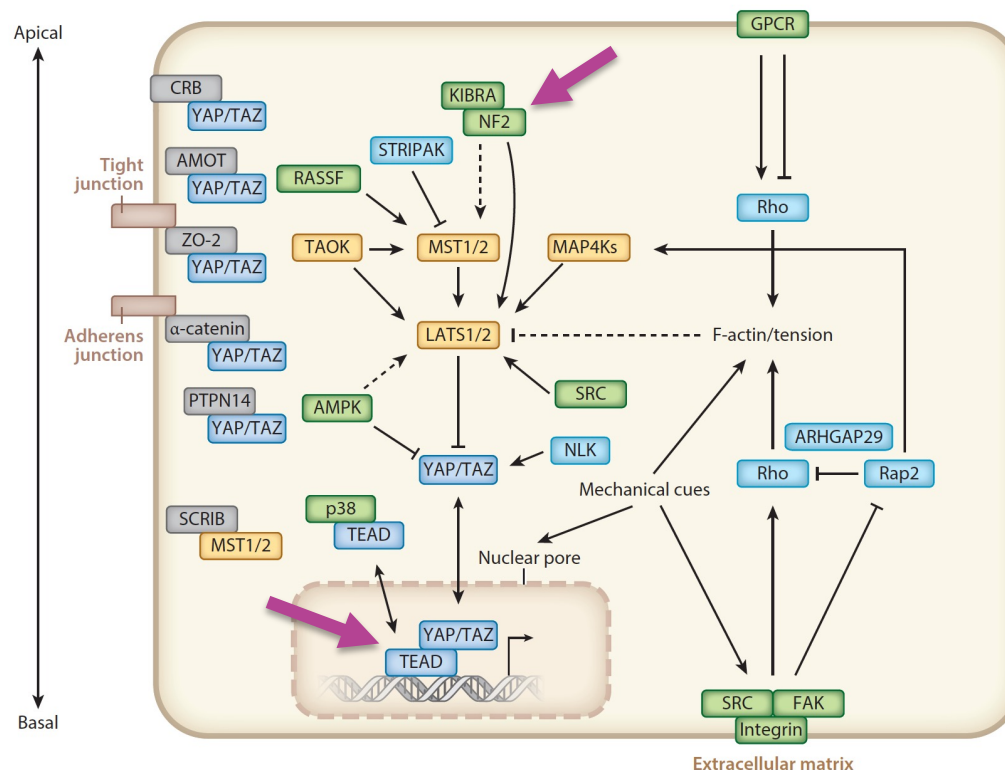 Apical
GPCR
CRB
YAP/TAZ
KIBRA
NF2
STRIPAK
AMOT
YAP/TAZ
Tight
junction
RASSF
Rho
ZO-2
YAP/TAZ
TAOK
MST1/2
MAP4Ks
α-catenin
YAP/TAZ
Adherens
junction
LATS1/2
F-actin/tension
PTPN14
YAP/TAZ
AMPK
SRC
ARHGAP29
NLK
YAP/TAZ
Rho
Rap2
Mechanical cues
p38
TEAD
SCRIB
MST1/2
Nuclear pore
YAP/TAZ
TEAD
SRC
FAK
Integrin
Basal
Extracellular matrix